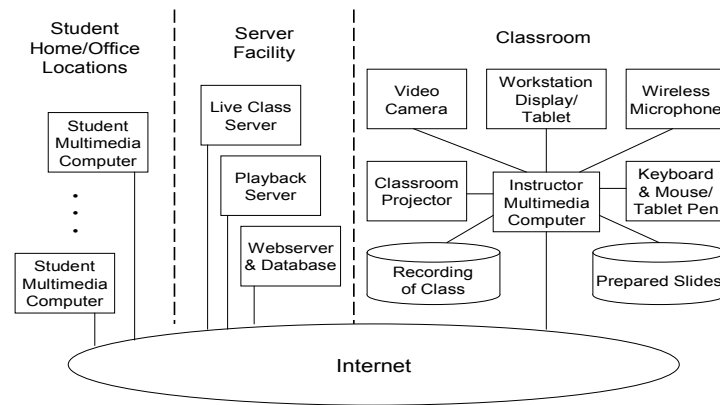 Student
Home/Office
Locations
Student
Multimedia
Computer
Student
Multimedia
Computer
Server
Facility
Live Class
Server
Playback
Server
Webserver
& Database
Classroom
Video
Camera
Workstation
Display/
Tablet
Wireless
Microphone
Classroom
Projector
Instructor
Multimedia
Computer
Keyboard
& Mouse/
Tablet Pen
Recording
of Class
Prepared Slides
Internet